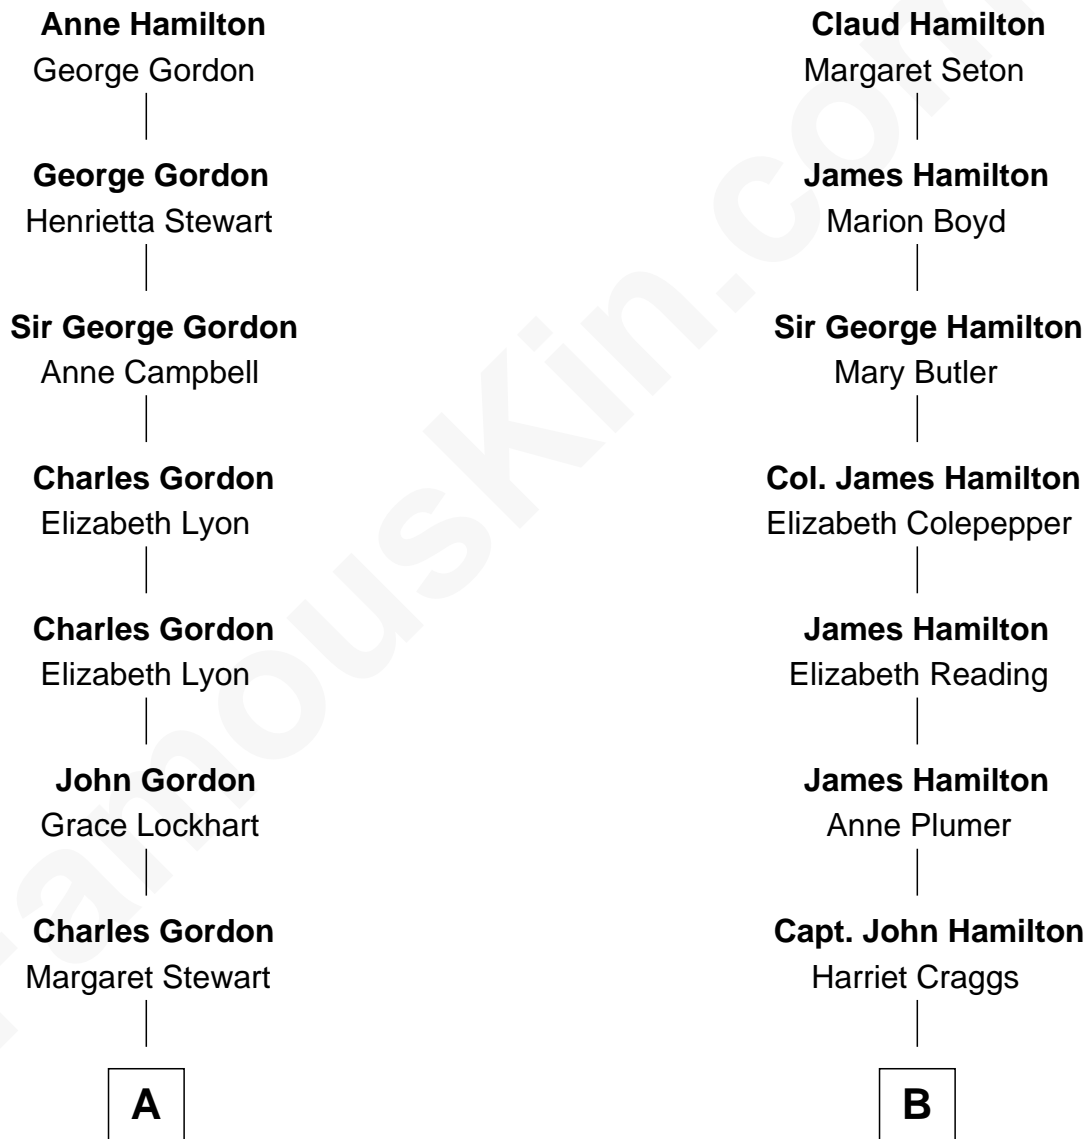 Anne Hamilton
George Gordon
George Gordon
Henrietta Stewart
Sir George Gordon
Anne Campbell
Charles Gordon
Elizabeth Lyon
Charles Gordon
Elizabeth Lyon
John Gordon
Grace Lockhart
Charles Gordon
Margaret Stewart
A
Claud Hamilton
Margaret Seton
James Hamilton
Marion Boyd
Sir George Hamilton
Mary Butler
Col. James Hamilton
Elizabeth Colepepper
James Hamilton
Elizabeth Reading
James Hamilton
Anne Plumer
Capt. John Hamilton
Harriet Craggs
B
FamousKin.com